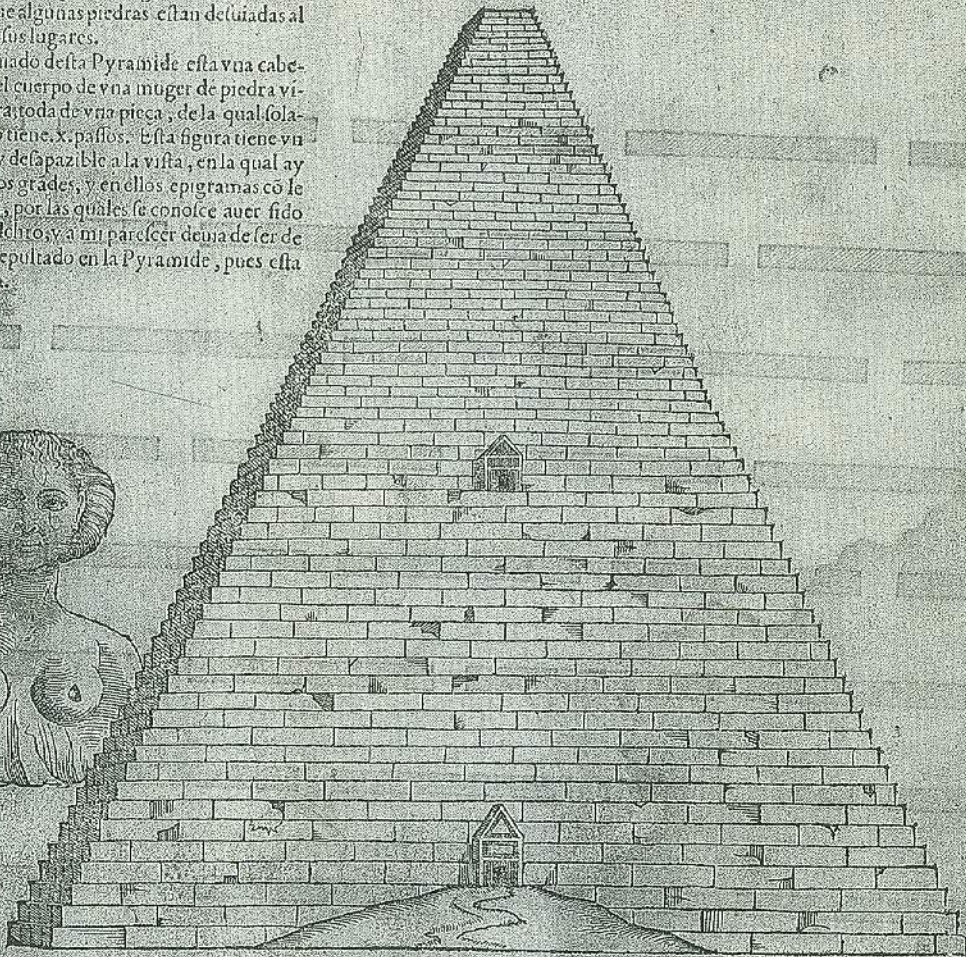 ue algunas piedras estan desuiadas al
sus lugares.
nado desta Pyramide esta vna cabe-
el cuerpo de vna muger de piedra vi-
ra, toda de vna pieça, de la qual sola-
tiene .x. passos. Esta figura tiene vn
y desapazible a la vista, en la qual ay
os grādes, y en ellos epigramas cō le
, por las quales se conosce auer sido
lchro, y a mi parescer deuia de ser de
epultado en la Pyramide, pues esta